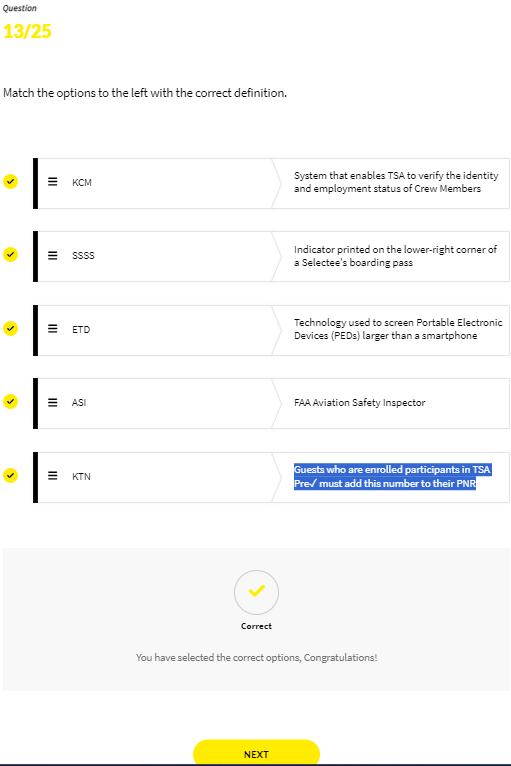 Question
13/25
Match the options to the left with the correct definition.
KCM
System that enables TSA to verify the identity
and employment status of Crew Members
SSSS
Indicator printed on the lower-right corner of
a Selectee's boarding pass
ETD
Technology used to screen Portable Electronic
Devices (PEDs) larger than a smartphone
ASI
FAA Aviation Safety Inspector
KTN
Guests who are enrolled participants in TSA
Pre✓ must add this number to their PNR
Correct
You have selected the correct options, Congratulations!
NEXT